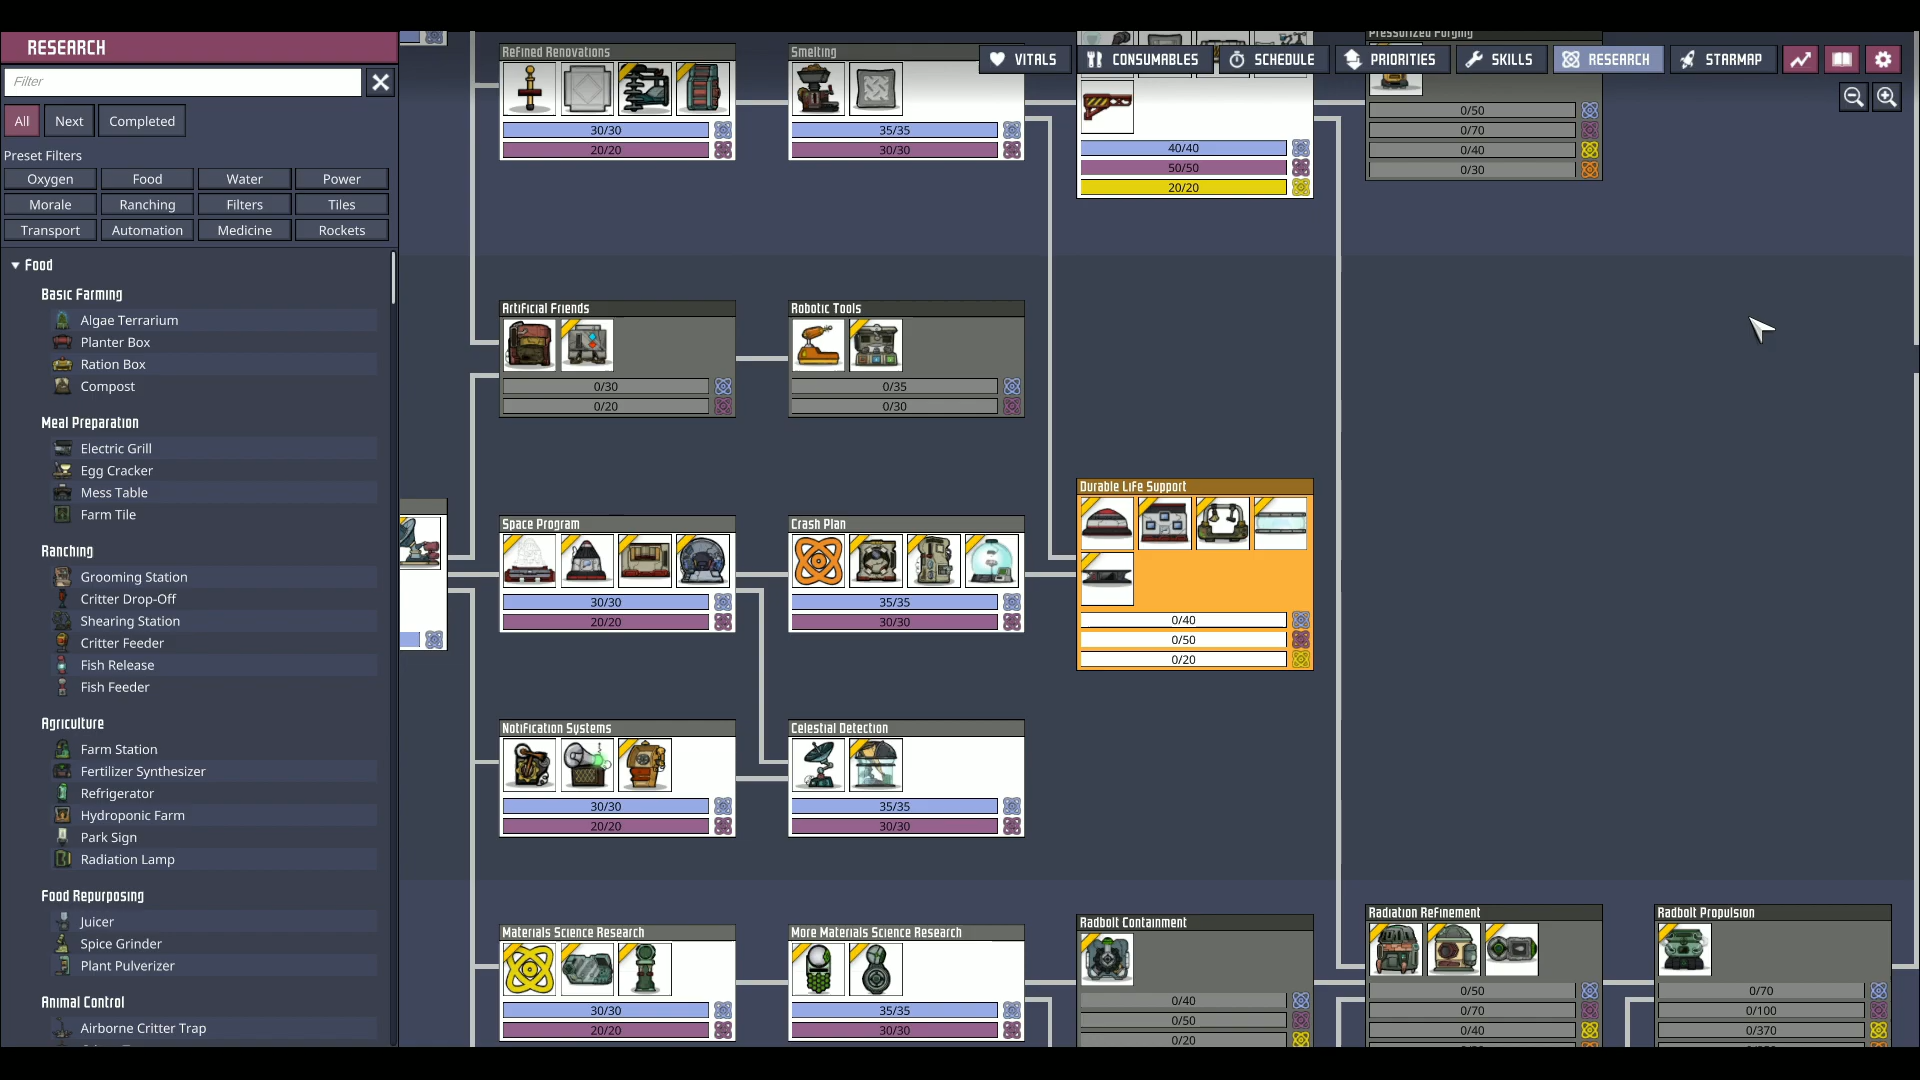 RESEARCH
Filter
All
Next
Completed
Preset Filters
Oxygen
Food
Water
Power
Morale
Ranching
Filters
Tiles
Transport
Automation
Medicine
Rockets
Food
Basic Farming
Algae Terrarium
Planter Box
Ration Box
Compost
Meal Preparation
Electric Grill
Egg Cracker
Mess Table
Farm Tile
Ranching
Grooming Station
Critter Drop-Off
Shearing Station
Critter Feeder
Fish Release
Fish Feeder
Agriculture
Farm Station
Fertilizer Synthesizer
Refrigerator
Hydroponic Farm
Park Sign
Radiation Lamp
Food Repurposing
Juicer
Spice Grinder
Plant Pulverizer
Animal Control
Airborne Critter Trap
VITALS
CONSUMABLES
SCHEDULE
PRIORITIES
SKILLS
RESEARCH
STARMAP
Refined Renovations
30/30
20/20
Smelting
35/35
30/30
40/40
50/50
20/20
Pressurized Forging
0/50
0/70
0/40
0/30
Artificial Friends
0/30
0/20
Robotic Tools
0/35
0/30
Space Program
30/30
20/20
Crash Plan
35/35
30/30
Durable Life Support
0/40
0/50
0/20
Notification Systems
30/30
20/20
Celestial Detection
35/35
30/30
Materials Science Research
30/30
20/20
More Materials Science Research
35/35
30/30
Radbolt Containment
0/40
0/50
0/20
Radiation Refinement
0/50
0/70
0/40
Radbolt Propulsion
0/70
0/100
0/370